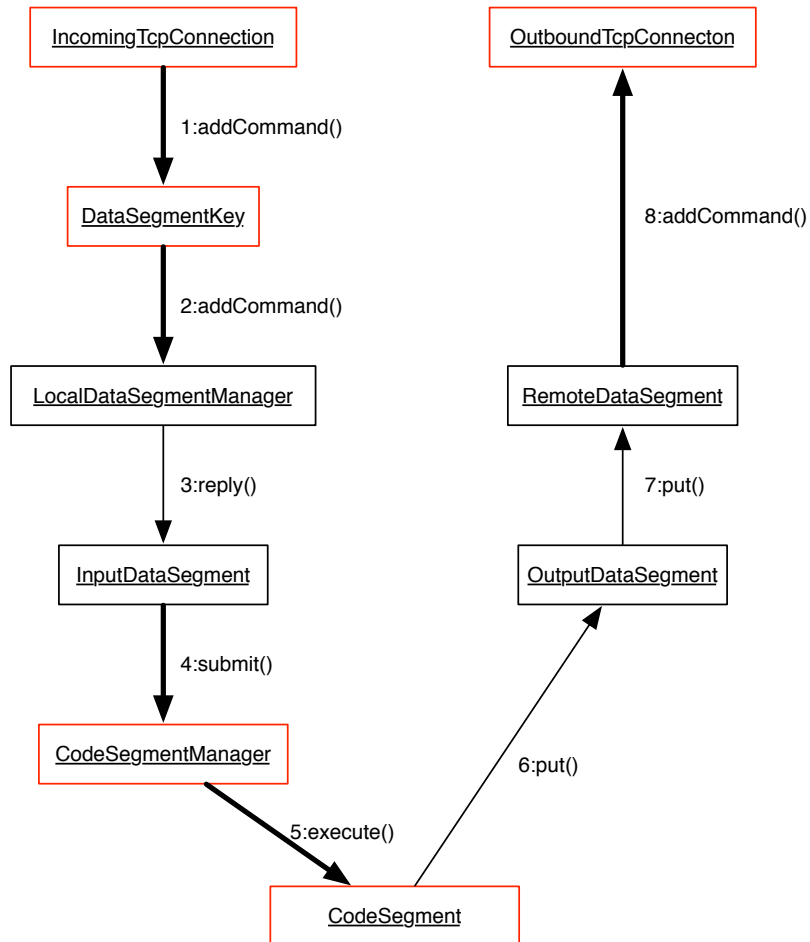 IncomingTcpConnection
OutboundTcpConnecton
1:addCommand()
DataSegmentKey
8:addCommand()
2:addCommand()
LocalDataSegmentManager
RemoteDataSegment
3:reply()
7:put()
InputDataSegment
OutputDataSegment
4:submit()
CodeSegmentManager
6:put()
5:execute()
CodeSegment